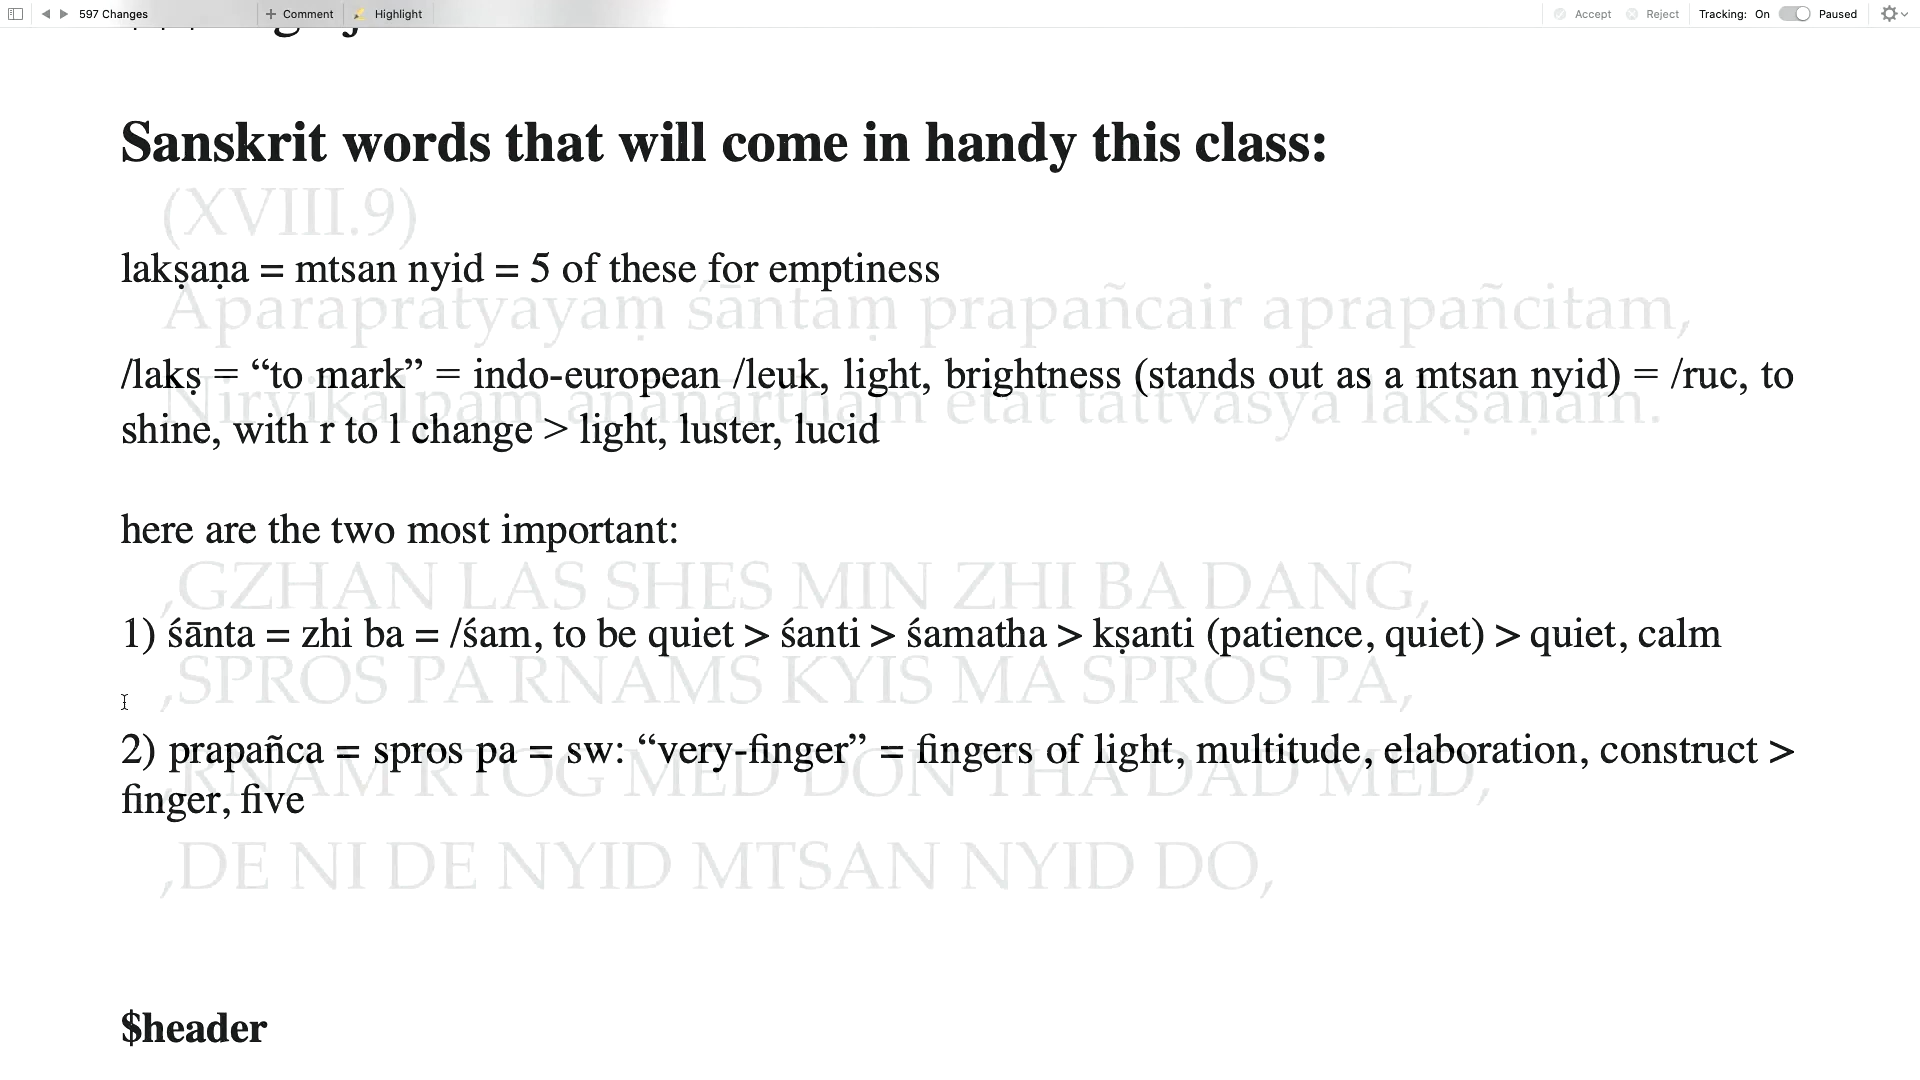 597 Changes + Comment Highlight Accept Reject Tracking: On Paused
Sanskrit words that will come in handy this class:
(XVIII.9)
lakṣaṇa = mtsan nyid = 5 of these for emptiness
Aparapratyayaṃ śāntaṃ prapañcair aprapañcitam,
/lakṣ = “to mark” = indo-european /leuk, light, brightness (stands out as a mtsan nyid) = /ruc, to
Nirvikalpam anānārtham etat tattvasya lakṣaṇam.
shine, with r to l change > light, luster, lucid
here are the two most important:
,GZHAN LAS SHES MIN ZHI BA DANG,
1) śānta = zhi ba = /śam, to be quiet > śanti > śamatha > kṣanti (patience, quiet) > quiet, calm
,SPROS PA RNAMS KYIS MA SPROS PA,
2) prapañca = spros pa = sw: “very-finger” = fingers of light, multitude, elaboration, construct >
,RNAM RTOG MED DON THA DAD MED,
finger, five
,DE NI DE NYID MTSAN NYID DO,
$header